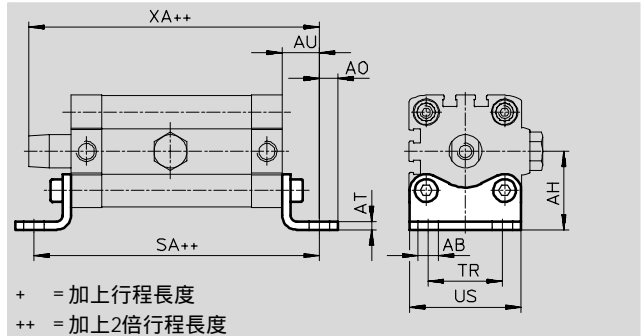 XA++
AU
AO
AT
SA++
AH
AB
TR
US
+ = 加上行程長度
++ = 加上2倍行程長度